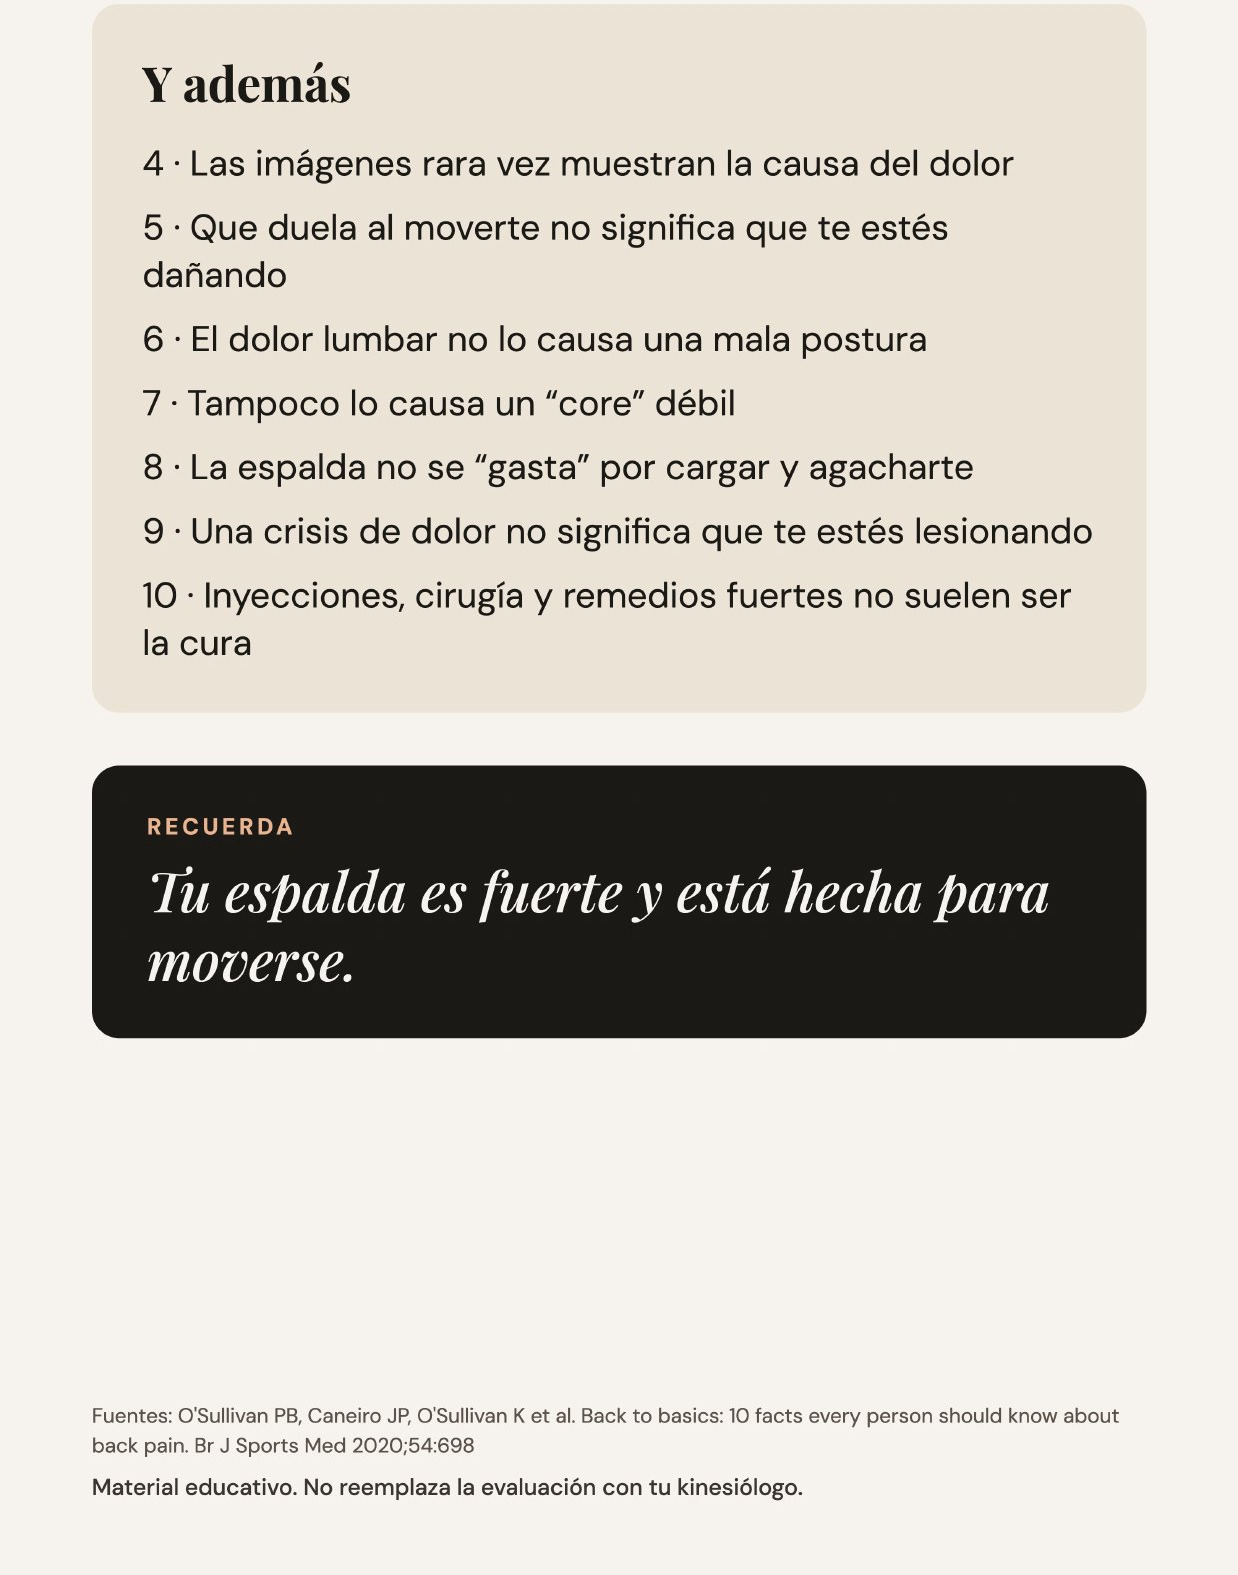 Y además
4 · Las imágenes rara vez muestran la causa del dolor
5 · Que duela al moverte no significa que te estés
dañando
6 · El dolor lumbar no lo causa una mala postura
7 · Tampoco lo causa un “core” débil
8 · La espalda no se “gasta” por cargar y agacharte
9 · Una crisis de dolor no significa que te estés lesionando
10 · Inyecciones, cirugía y remedios fuertes no suelen ser
la cura
RECUERDA
Tu espalda es fuerte y está hecha para
moverse.
Fuentes: O'Sullivan PB, Caneiro JP, O'Sullivan K et al. Back to basics: 10 facts every person should know about
back pain. Br J Sports Med 2020;54:698
Material educativo. No reemplaza la evaluación con tu kinesiólogo.